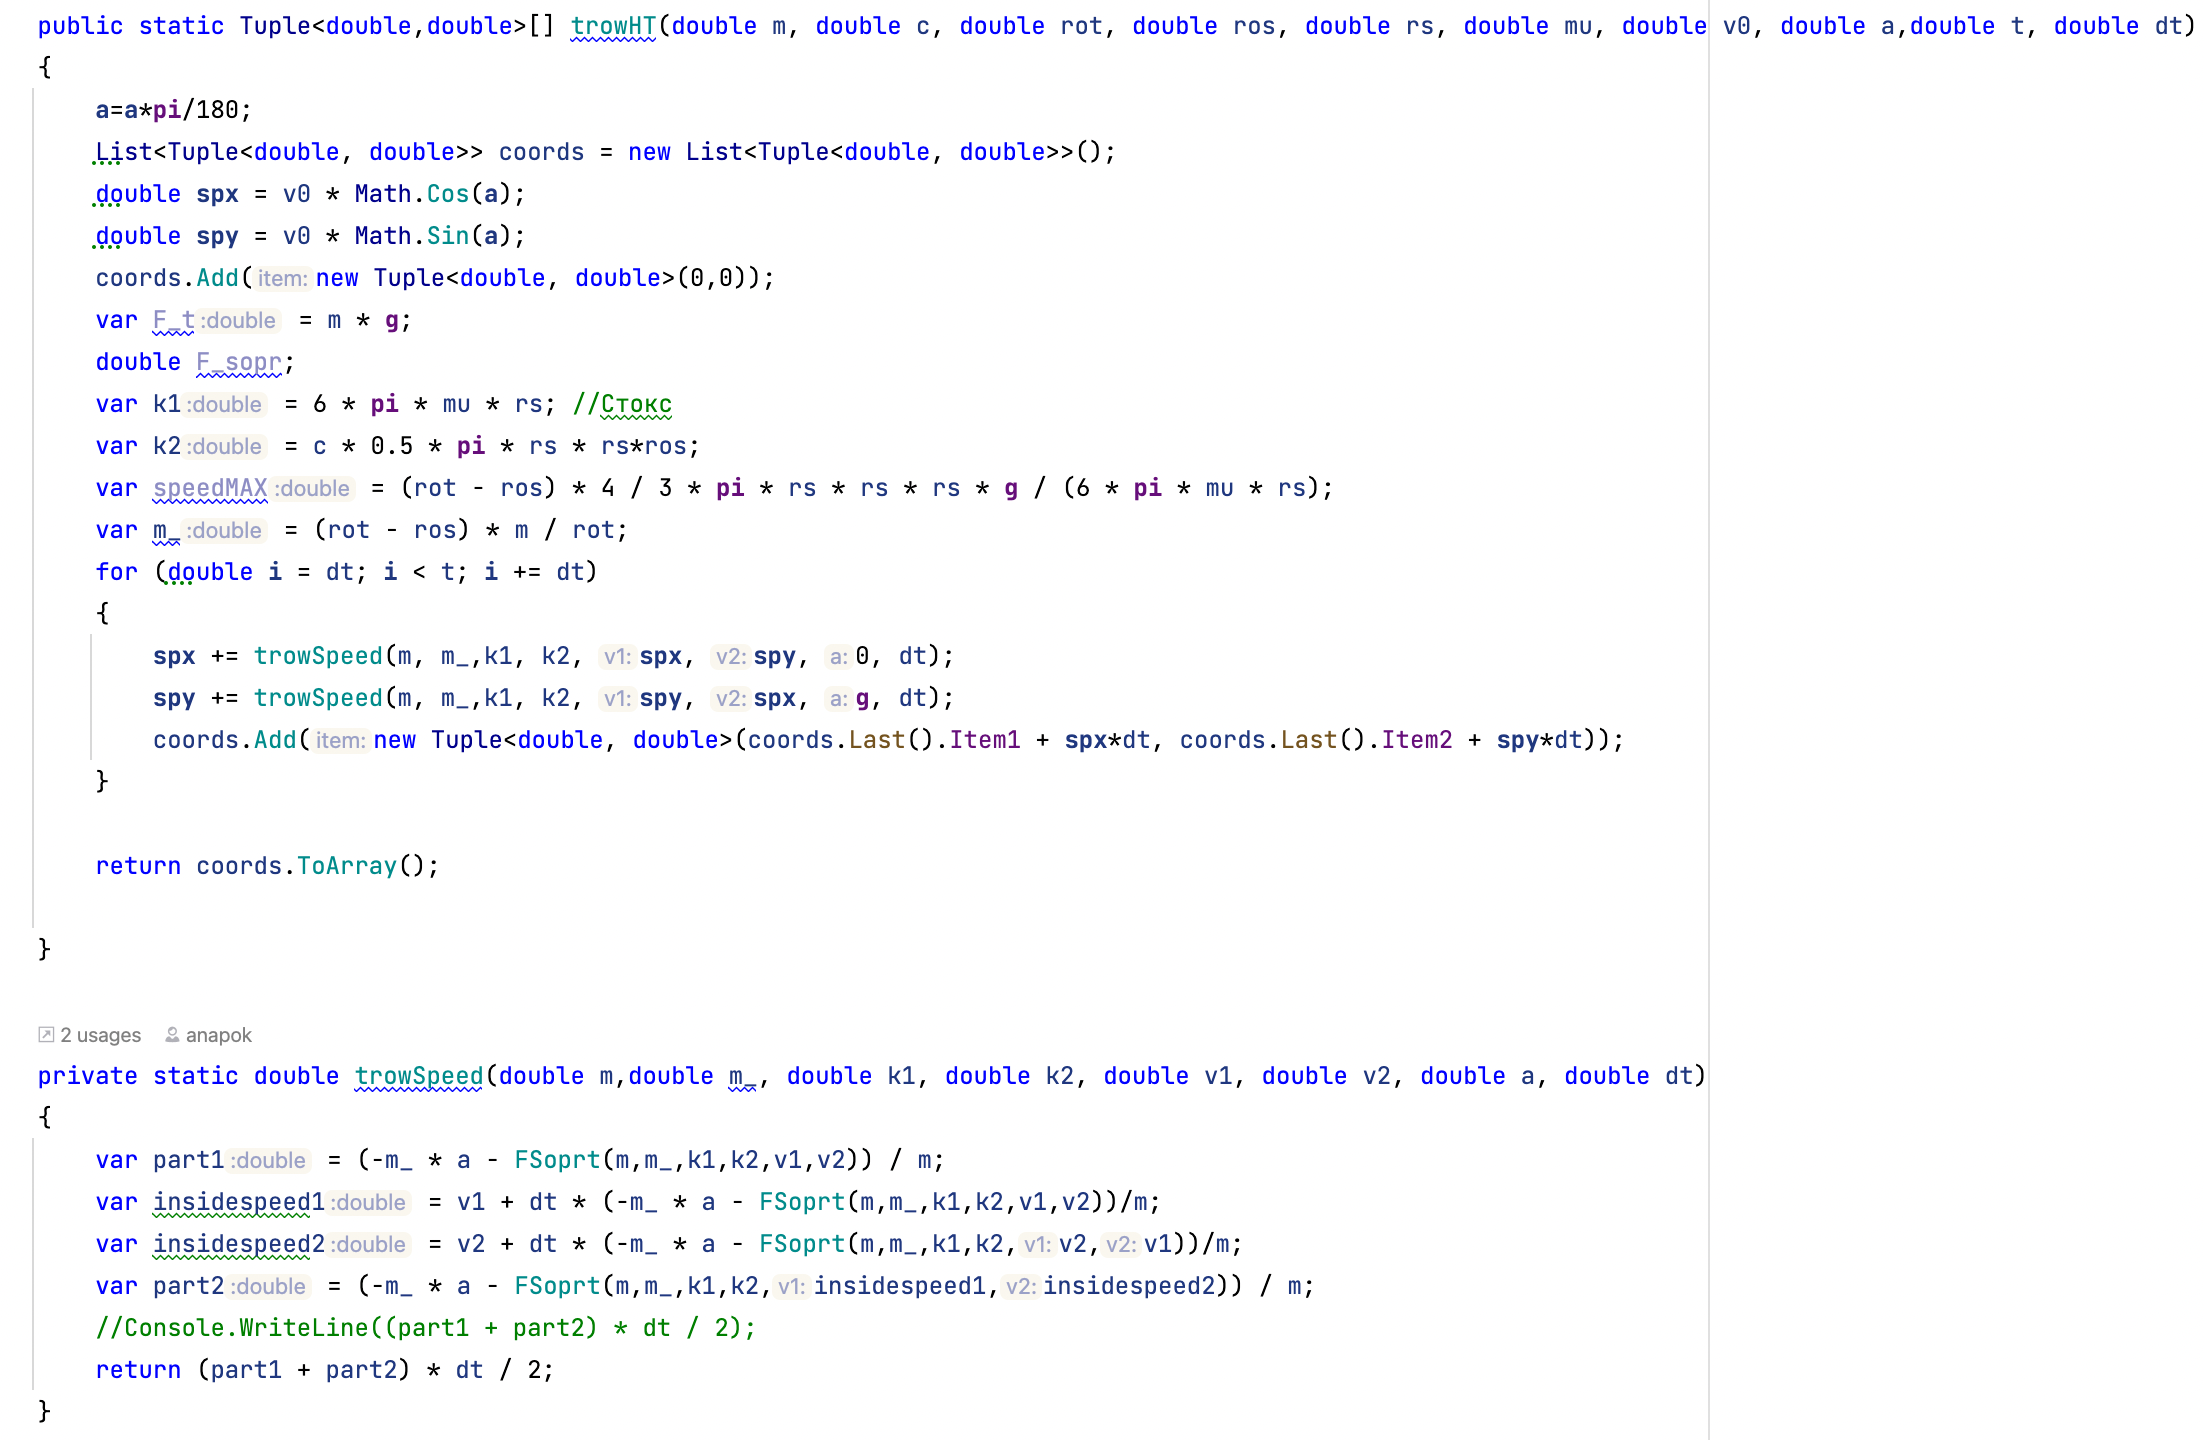 public static Tuple<double,double>[] trowHT(double m, double c, double rot, double ros, double rs, double mu, double v0, double a,double t, double dt)
{
a=a*pi/180;
List<Tuple<double, double>> coords = new List<Tuple<double, double>>();
double spx = v0 * Math.Cos(a);
double spy = v0 * Math.Sin(a);
coords.Add(item: new Tuple<double, double>(0,0));
var F_t :double = m * g;
double F_sopr;
var k1 :double = 6 * pi * mu * rs; //Стокс
var k2 :double = c * 0.5 * pi * rs * rs*ros;
var speedMAX :double = (rot - ros) * 4 / 3 * pi * rs * rs * rs * g / (6 * pi * mu * rs);
var m_ :double = (rot - ros) * m / rot;
for (double i = dt; i < t; i += dt)
{
spx += trowSpeed(m, m_,k1, k2, v1: spx, v2: spy, a: 0, dt);
spy += trowSpeed(m, m_,k1, k2, v1: spy, v2: spx, a: g, dt);
coords.Add(item: new Tuple<double, double>(coords.Last().Item1 + spx*dt, coords.Last().Item2 + spy*dt));
}
return coords.ToArray();
}
2 usages anapok
private static double trowSpeed(double m,double m_, double k1, double k2, double v1, double v2, double a, double dt)
{
var part1 :double = (-m_ * a - FSoprt(m,m_,k1,k2,v1,v2)) / m;
var insidespeed1 :double = v1 + dt * (-m_ * a - FSoprt(m,m_,k1,k2,v1,v2))/m;
var insidespeed2 :double = v2 + dt * (-m_ * a - FSoprt(m,m_,k1,k2, v1: v2, v2: v1))/m;
var part2 :double = (-m_ * a - FSoprt(m,m_,k1,k2, v1: insidespeed1, v2: insidespeed2)) / m;
//Console.WriteLine((part1 + part2) * dt / 2);
return (part1 + part2) * dt / 2;
}